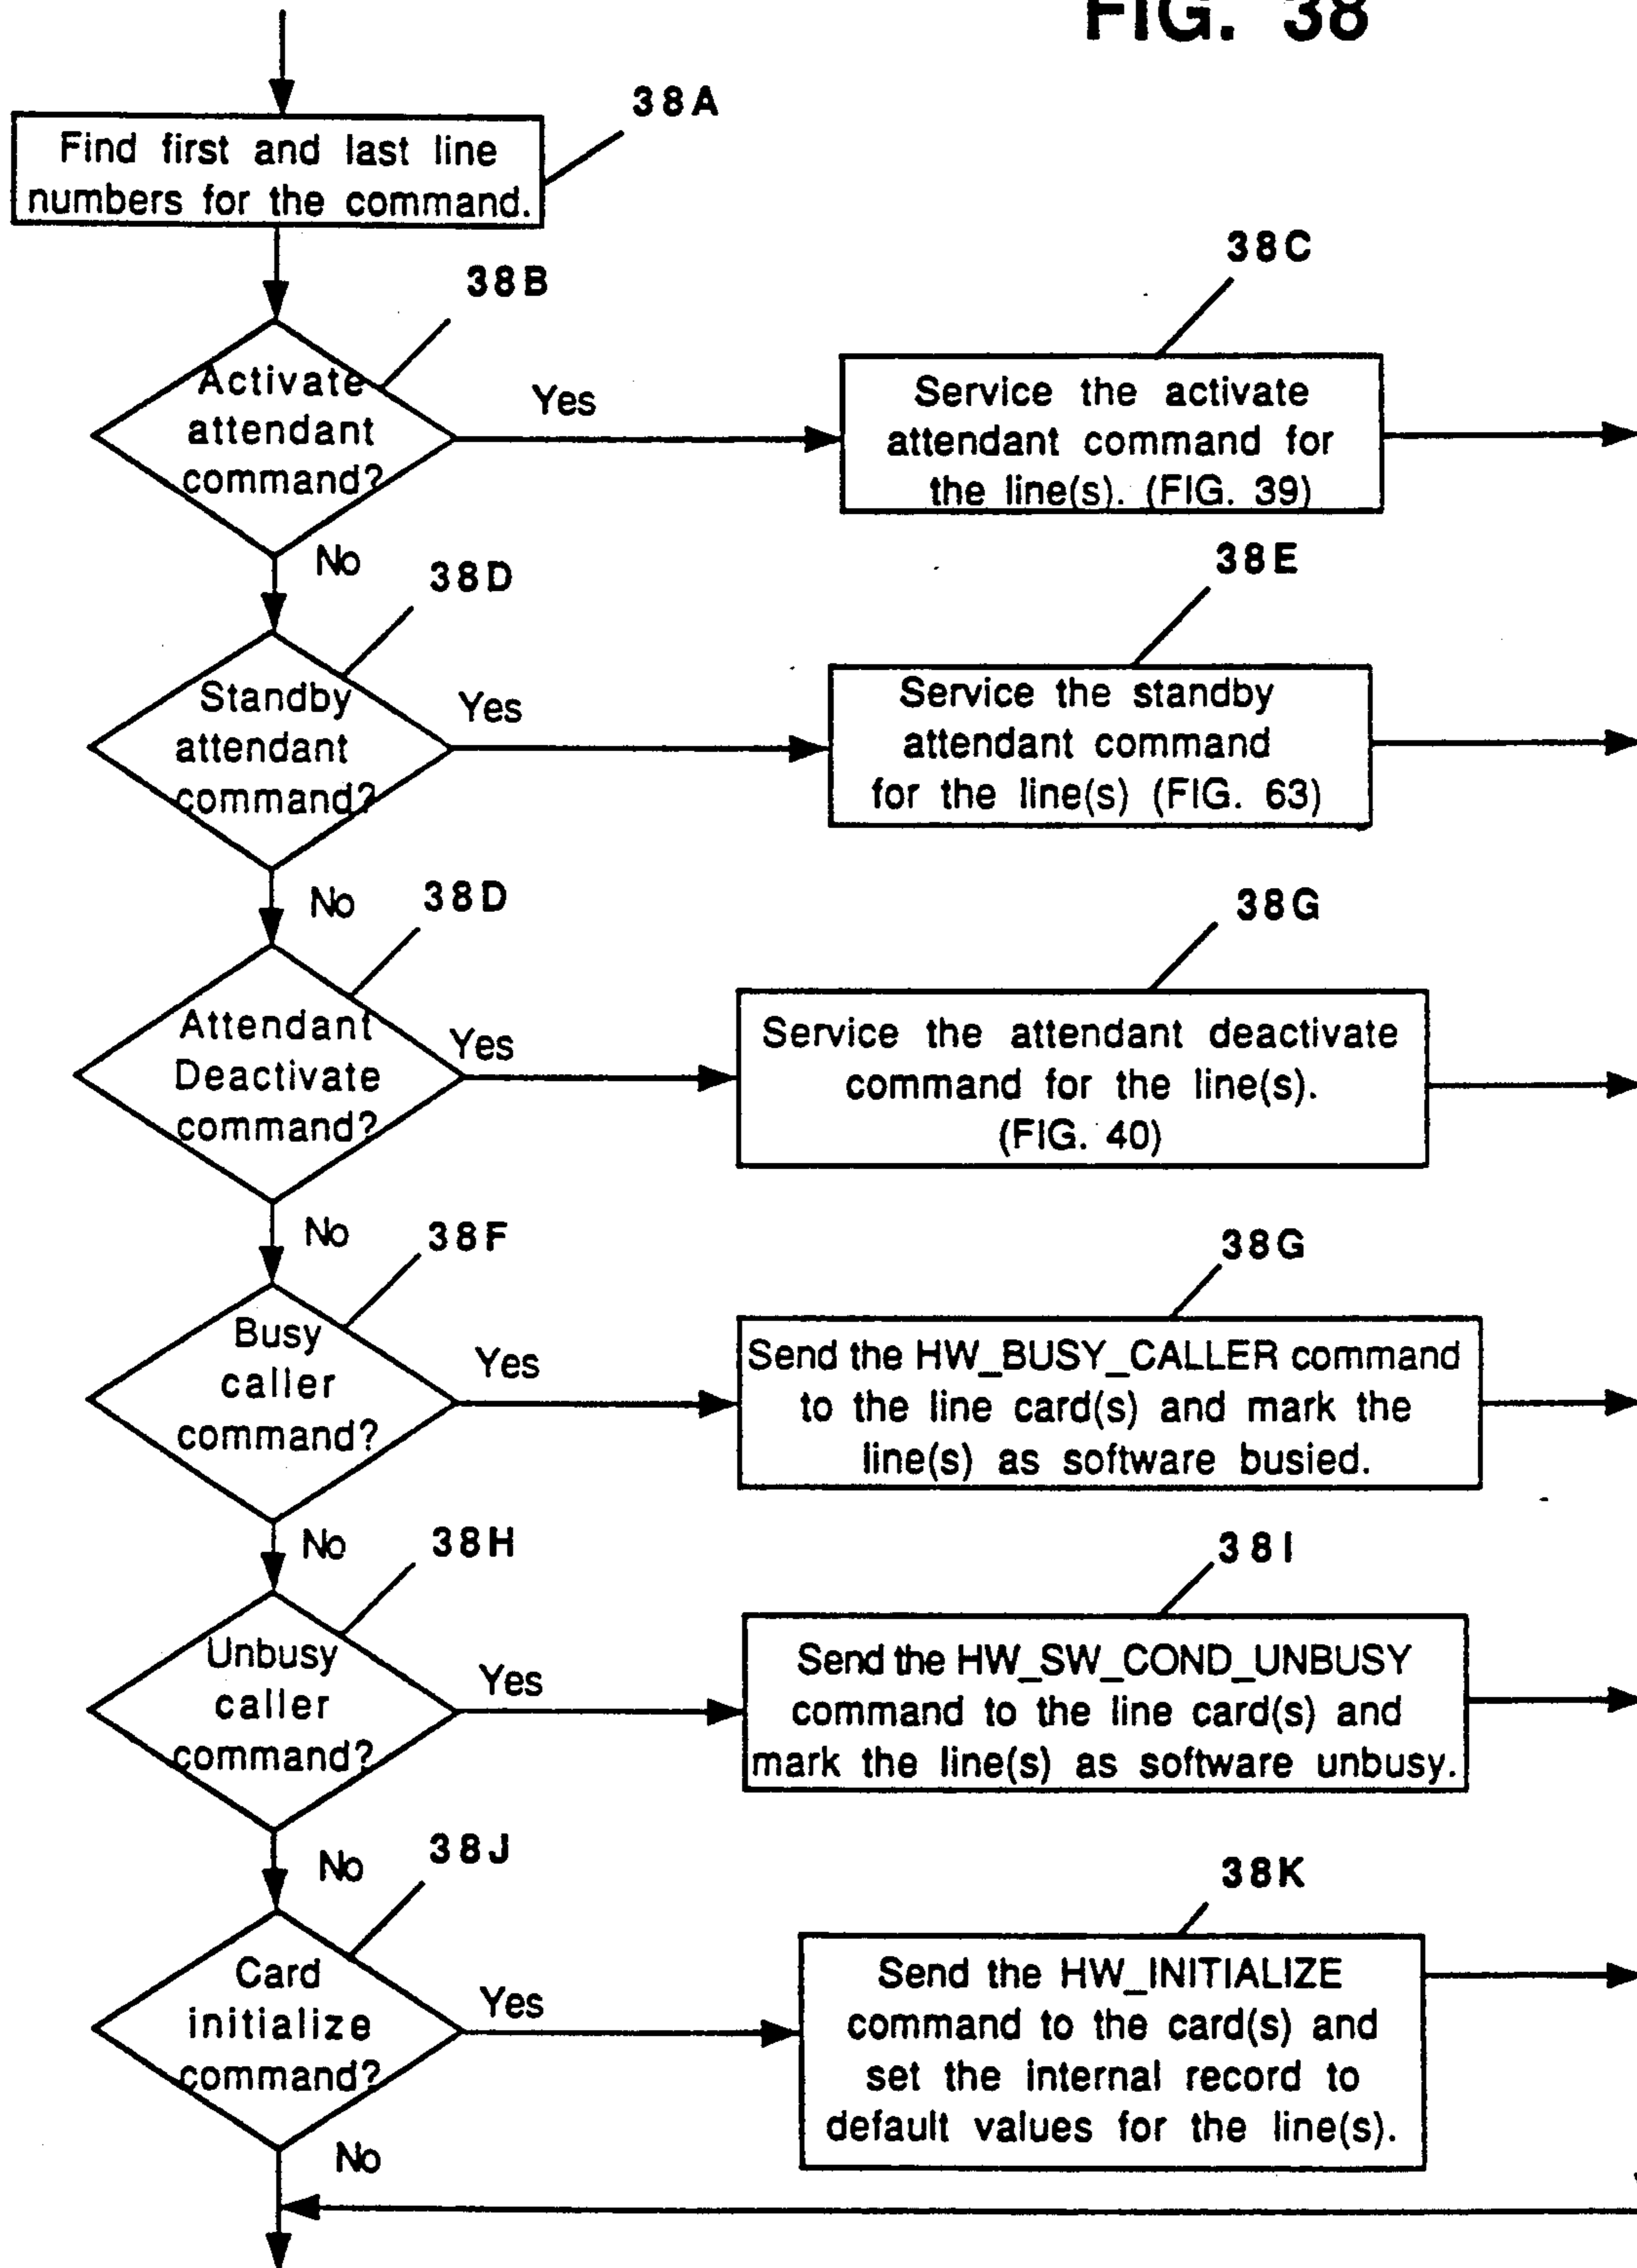 FIG. 38
38A
Find first and last line
numbers for the command.
38B
38C
Activate
attendant
command?
Yes
Service the activate
attendant command for
the line(s). (FIG. 39)
No
38D
38E
Standby
attendant
command?
Yes
Service the standby
attendant command
for the line(s) (FIG. 63)
No
38D
38G
Attendant
Deactivate
command?
Yes
Service the attendant deactivate
command for the line(s).
(FIG. 40)
No
38F
38G
Busy
caller
command?
Yes
Send the HW_BUSY_CALLER command
to the line card(s) and mark the
line(s) as software busied.
No
38H
38I
Unbusy
caller
command?
Yes
Send the HW_SW_COND_UNBUSY
command to the line card(s) and
mark the line(s) as software unbusy.
No
38J
38K
Card
initialize
command?
Yes
Send the HW_INITIALIZE
command to the card(s) and
set the internal record to
default values for the line(s).
No